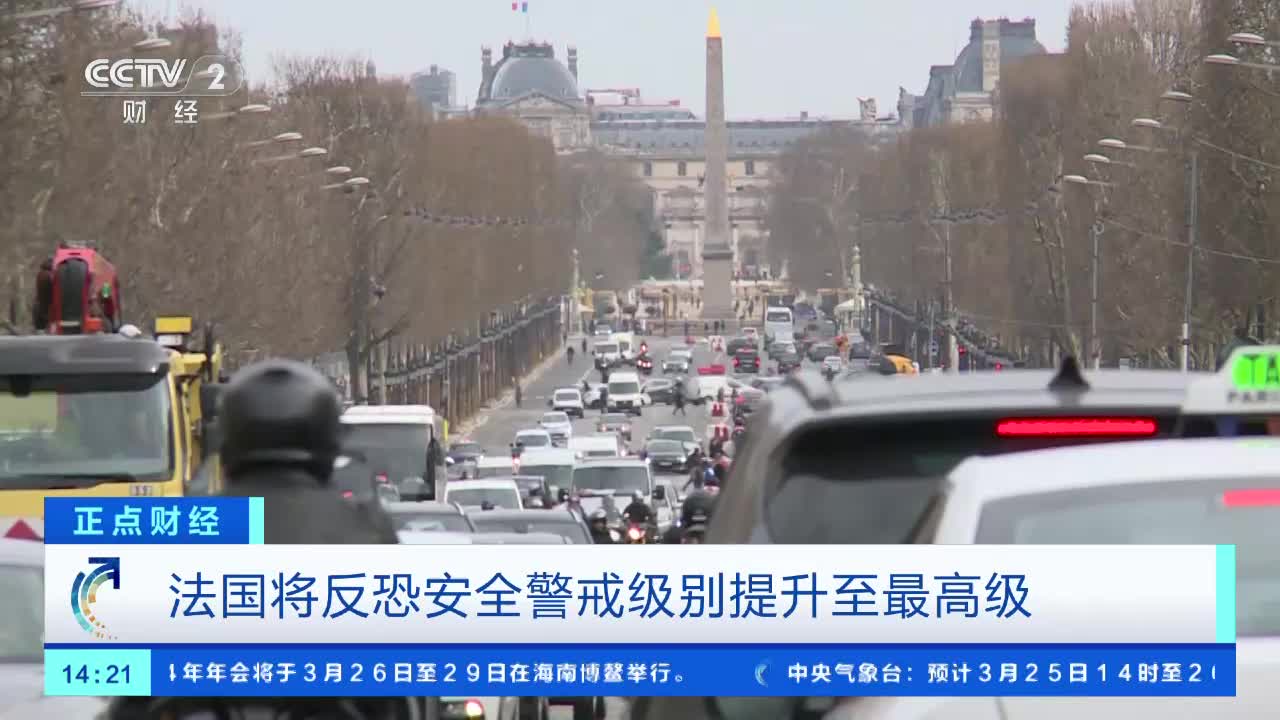 CCTV 2
财经
TA
PARIS
正点财经
法国将反恐安全警戒级别提升至最高级
14:21
4年年会将于3月26日至29日在海南博鳌举行。 中央气象台：预计3月25日14时至2